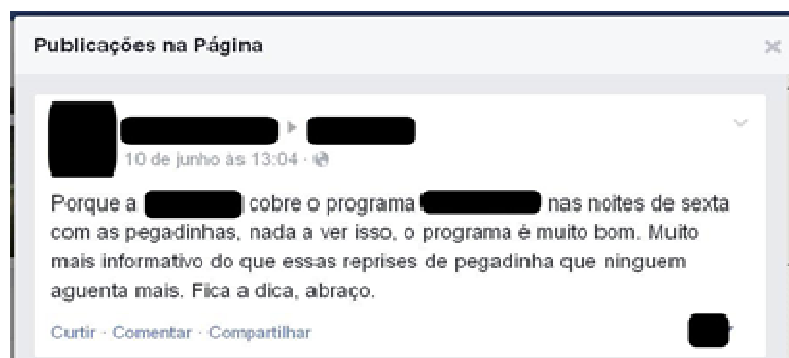 Publicações na Página
10 de junho às 13:04 ·
Porque a cobre o programa nas noites de sexta
com as pegadinhas, nada a ver isso, o programa é muito bom. Muito
mais informativo do que essas reprises de pegadinha que ninguem
aguenta mais. Fica a dica, abraço.
Curtir · Comentar · Compartilhar